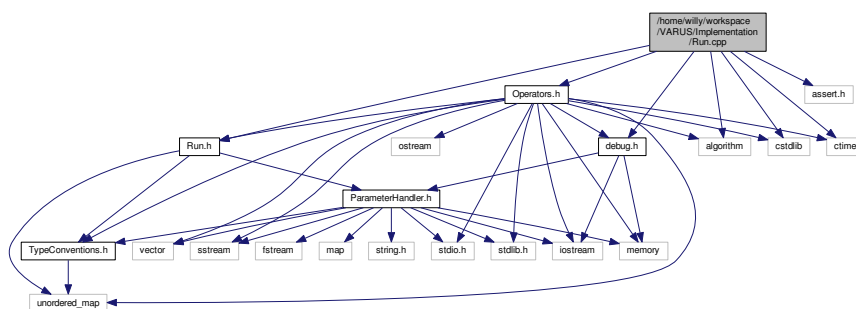 /home/willy/workspace
/VARUS/Implementation
/Run.cpp
Operators.h
assert.h
Run.h
ostream
debug.h
algorithm
cstdlib
ctime
ParameterHandler.h
TypeConventions.h
vector
sstream
fstream
map
string.h
stdio.h
stdlib.h
iostream
memory
unordered_map